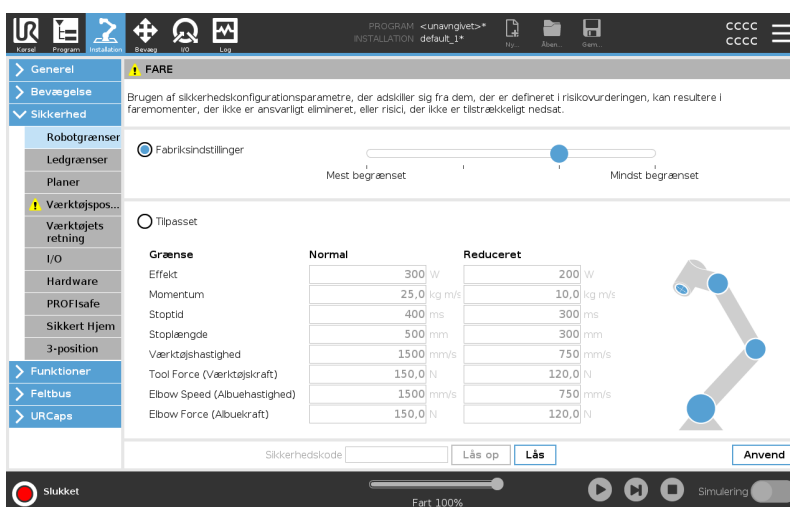 PROGRAM <unavngivet>*
INSTALLATION default_1*
Kørsel Program Installation Bevæg I/O Log
Ny... Åben... Gem...
cccc
cccc
Generel
Bevægelse
Sikkerhed
Robotgrænser
Ledgrænser
Planer
Værktøjspos...
Værktøjets
retning
I/O
Hardware
PROFIsafe
Sikkert Hjem
3-position
Funktioner
Feltbus
URCaps
FARE
Brugen af sikkerhedskonfigurationsparametre, der adskiller sig fra dem, der er defineret i risikovurderingen, kan resultere i
faremomenter, der ikke er ansvarligt elimineret, eller risici, der ikke er tilstrækkeligt nedsat.
Fabriksindstillinger
Mest begrænset Mindst begrænset
Tilpasset
Grænse Normal Reduceret
Effekt 300 W 200 W
Momentum 25,0 kg m/s 10,0 kg m/s
Stoptid 400 ms 300 ms
Stoplængde 500 mm 300 mm
Værktøjshastighed 1500 mm/s 750 mm/s
Tool Force (Værktøjskraft) 150,0 N 120,0 N
Elbow Speed (Albuehastighed) 1500 mm/s 750 mm/s
Elbow Force (Albuekraft) 150,0 N 120,0 N
Sikkerhedskode Lås op Lås Anvend
Slukket
Fart 100%
Simulering